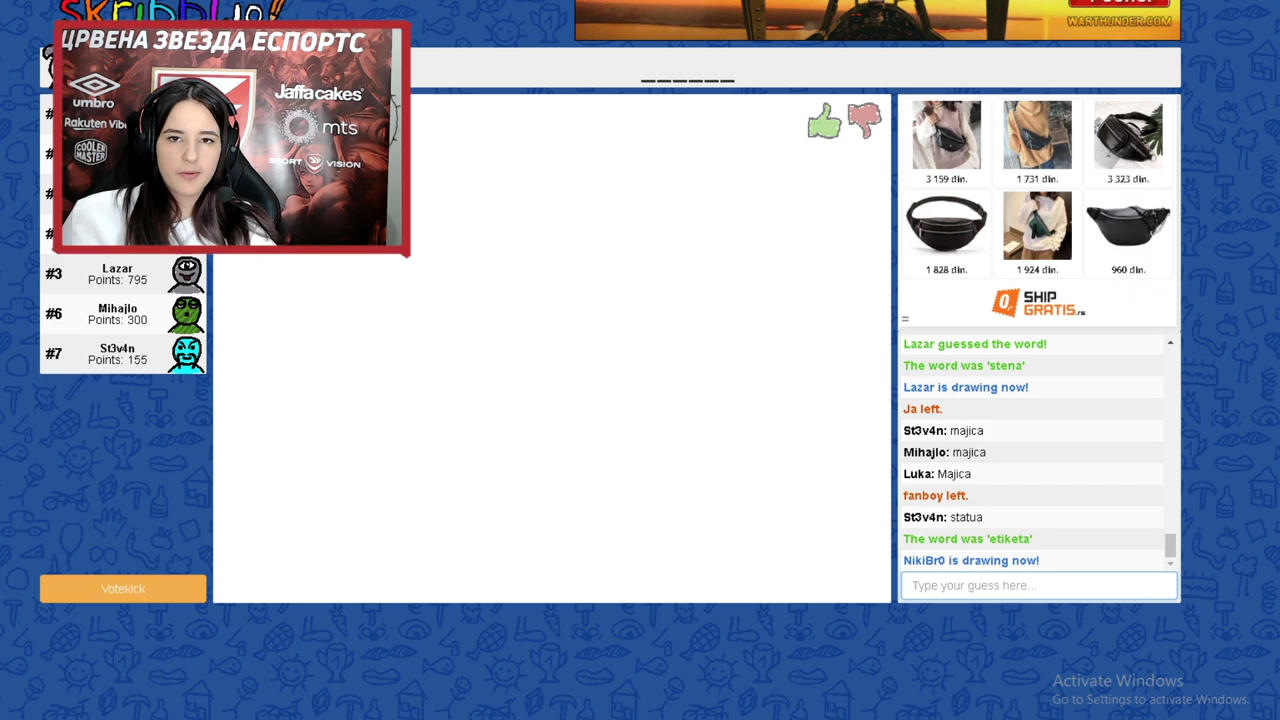 skribbl.io!
ЦРВЕНА ЗВЕЗДА ЕСПОРТС
umbro
Jaffa cakes
Rakuten Vibe
mts
COOLER MASTER
SPORT VISION
WARTHUNDER.COM
______
#3
Lazar
Points: 795
#6
Mihajlo
Points: 300
#7
St3v4n
Points: 155
Votekick
3 159 din.
1 731 din.
3 323 din.
1 828 din.
1 924 din.
960 din.
SHIP
GRATIS.rs
Lazar guessed the word!
The word was 'stena'
Lazar is drawing now!
Ja left.
St3v4n: majica
Mihajlo: majica
Luka: Majica
fanboy left.
St3v4n: statua
The word was 'etiketa'
NikiBr0 is drawing now!
Type your guess here...
Activate Windows
Go to Settings to activate Windows.